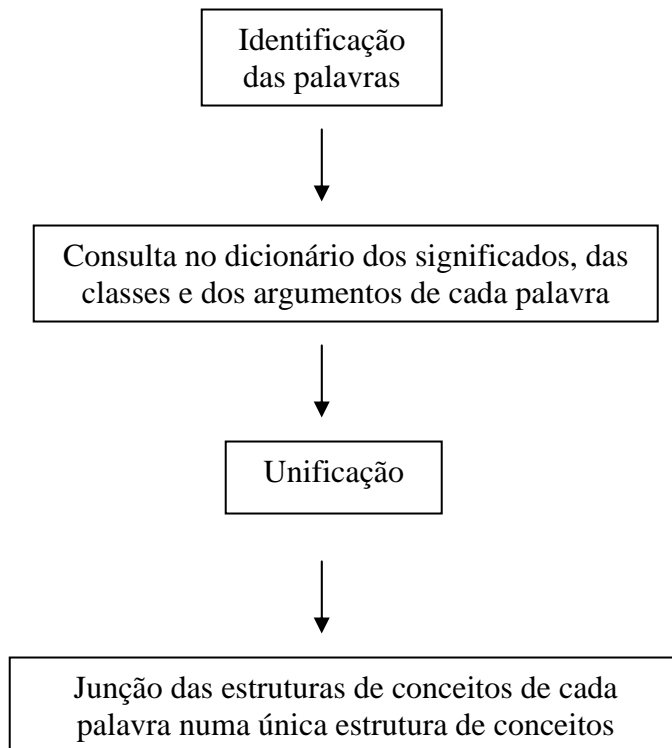 Identificação
das palavras
Consulta no dicionário dos significados, das
classes e dos argumentos de cada palavra
Unificação
Junção das estruturas de conceitos de cada
palavra numa única estrutura de conceitos